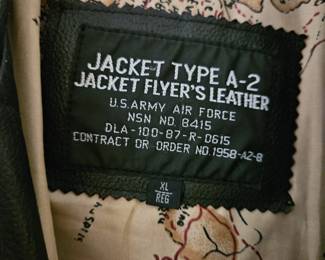 JACKET TYPE A-2
JACKET FLYER'S LEATHER
U.S.ARMY AIR FORCE
NSN NO. 8415
DLA-100-87-R-0615
CONTRACT OR ORDER NO.1958-A2-B
XL
REG